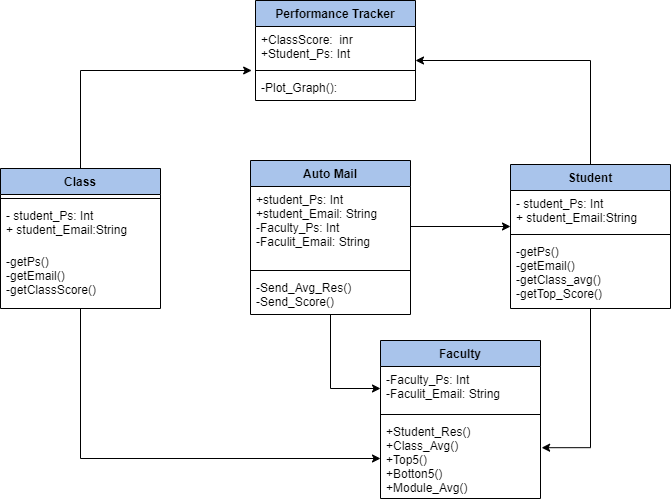 Performance Tracker
+ClassScore:  inr
+Student_Ps: Int
-Plot_Graph():
Class
- student_Ps: Int
+ student_Email:String
-getPs()
-getEmail()
-getClassScore()
Auto Mail
+student_Ps: Int
+student_Email: String
-Faculty_Ps: Int
-Faculit_Email: String
-Send_Avg_Res()
-Send_Score()
Student
- student_Ps: Int
+ student_Email:String
-getPs()
-getEmail()
-getClass_avg()
-getTop_Score()
Faculty
-Faculty_Ps: Int
-Faculit_Email: String
+Student_Res()
+Class_Avg()
+Top5()
+Botton5()
+Module_Avg()